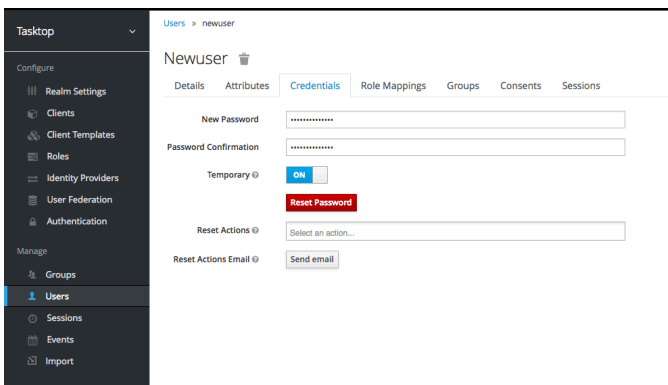 Tasktop
Configure
Realm Settings
Clients
Client Templates
Roles
Identity Providers
User Federation
Authentication
Manage
Groups
Users
Sessions
Events
Import
Users » newuser
Newuser
Details Attributes Credentials Role Mappings Groups Consents Sessions
New Password ••••••••••••••
Password Confirmation ••••••••••••••
Temporary ON
Reset Password
Reset Actions Select an action...
Reset Actions Email Send email